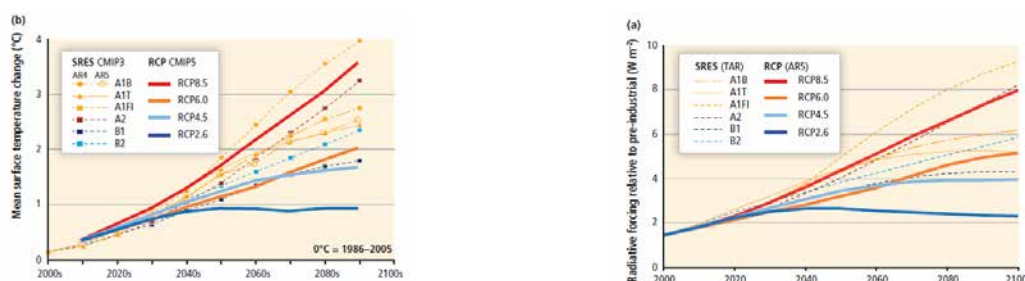 (b)
Mean surface temperature change (°C)
4
3
2
1
0
SRES CMIP3
AR4 AR5
A1B
A1T
A1FI
A2
B1
B2
RCP CMIP5
RCP8.5
RCP6.0
RCP4.5
RCP2.6
0°C = 1986–2005
2000s 2020s 2040s 2060s 2080s 2100s
(a)
Radiative forcing relative to pre-industrial (W m⁻²)
10
8
6
4
2
0
SRES (TAR)
A1B
A1T
A1FI
A2
B1
B2
RCP (AR5)
RCP8.5
RCP6.0
RCP4.5
RCP2.6
2000 2020 2040 2060 2080 2100